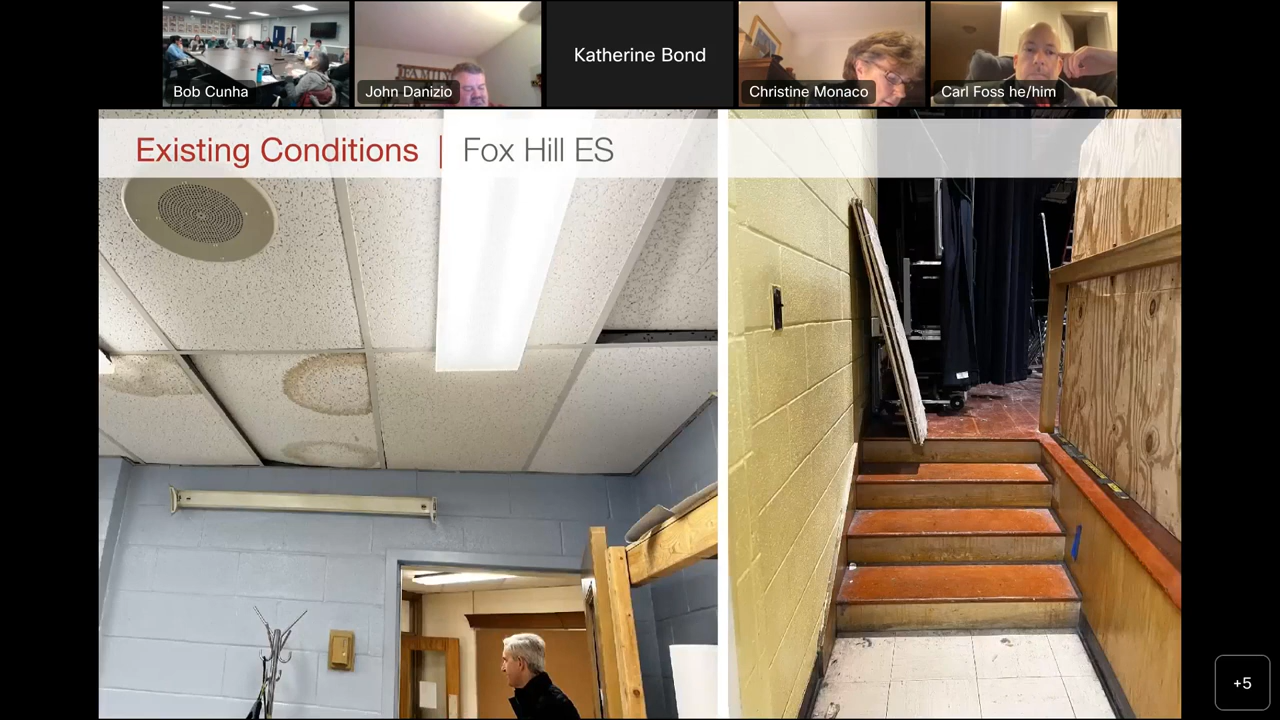 Bob Cunha
John Danizio
Katherine Bond
Christine Monaco
Carl Foss he/him
Existing Conditions | Fox Hill ES
+5